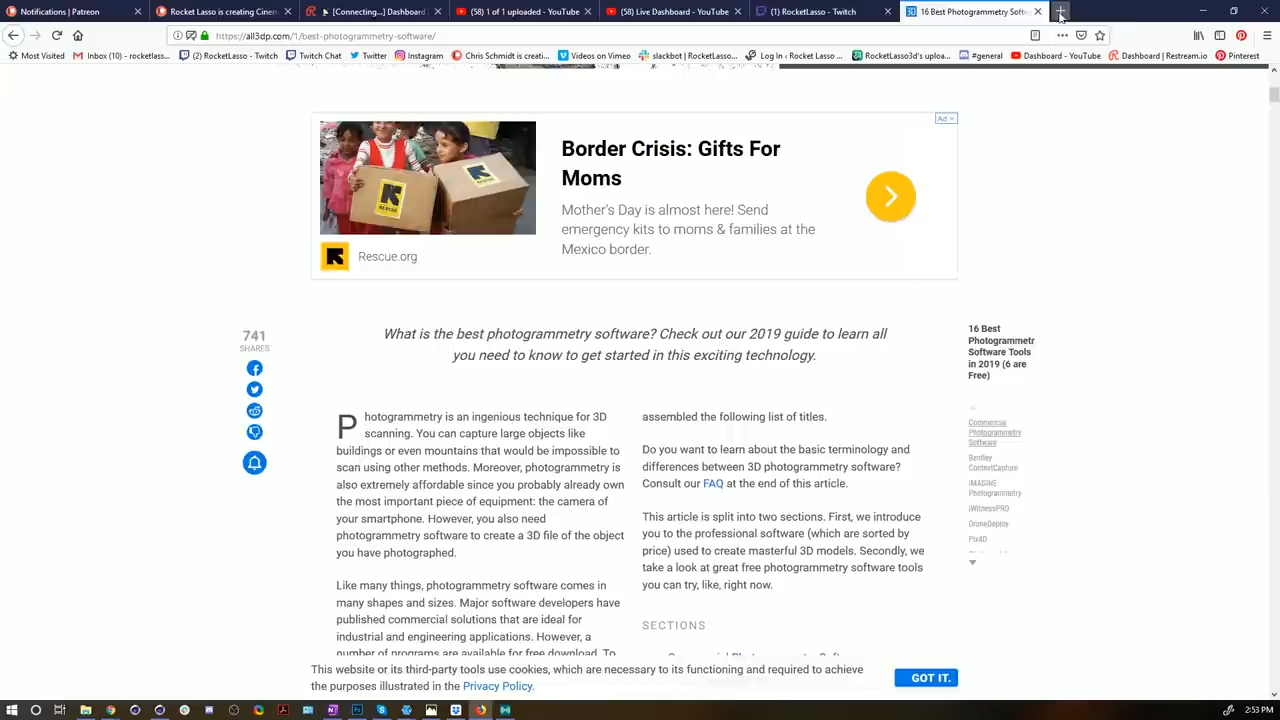 Notifications | Patreon
Rocket Lasso is creating Cinem
[Connecting...] Dashboard |
(58) 1 of 1 uploaded - YouTube
(58) Live Dashboard - YouTube
(1) RocketLasso - Twitch
16 Best Photogrammetry Softw
https://all3dp.com/1/best-photogrammetry-software/
Most Visited
Inbox (10) - rocketlass...
(2) RocketLasso - Twitch
Twitch Chat
Twitter
Instagram
Chris Schmidt is creati...
Videos on Vimeo
slackbot | RocketLasso...
Log In ‹ Rocket Lasso ...
RocketLasso3d's uploa...
#general
Dashboard - YouTube
Dashboard | Restream.io
Pinterest
Ad
Border Crisis: Gifts For
Moms
Mother's Day is almost here! Send
emergency kits to moms & families at the
Mexico border.
RESCUE
Rescue.org
741
SHARES
What is the best photogrammetry software? Check out our 2019 guide to learn all
you need to know to get started in this exciting technology.
Photogrammetry is an ingenious technique for 3D
scanning. You can capture large objects like
buildings or even mountains that would be impossible to
scan using other methods. Moreover, photogrammetry is
also extremely affordable since you probably already own
the most important piece of equipment: the camera of
your smartphone. However, you also need
photogrammetry software to create a 3D file of the object
you have photographed.
Like many things, photogrammetry software comes in
many shapes and sizes. Major software developers have
published commercial solutions that are ideal for
industrial and engineering applications. However, a
number of programs are available for free download. To
assembled the following list of titles.
Do you want to learn about the basic terminology and
differences between 3D photogrammetry software?
Consult our FAQ at the end of this article.
This article is split into two sections. First, we introduce
you to the professional software (which are sorted by
price) used to create masterful 3D models. Secondly, we
take a look at great free photogrammetry software tools
you can try, like, right now.
SECTIONS
16 Best
Photogrammetr
Software Tools
in 2019 (6 are
Free)
Commercial
Photogrammetry
Software
Bentley
ContextCapture
IMAGINE
Photogrammetry
iWitnessPRO
DroneDeploy
Pix4D
This website or its third-party tools use cookies, which are necessary to its functioning and required to achieve
the purposes illustrated in the Privacy Policy.
GOT IT.
2:53 PM